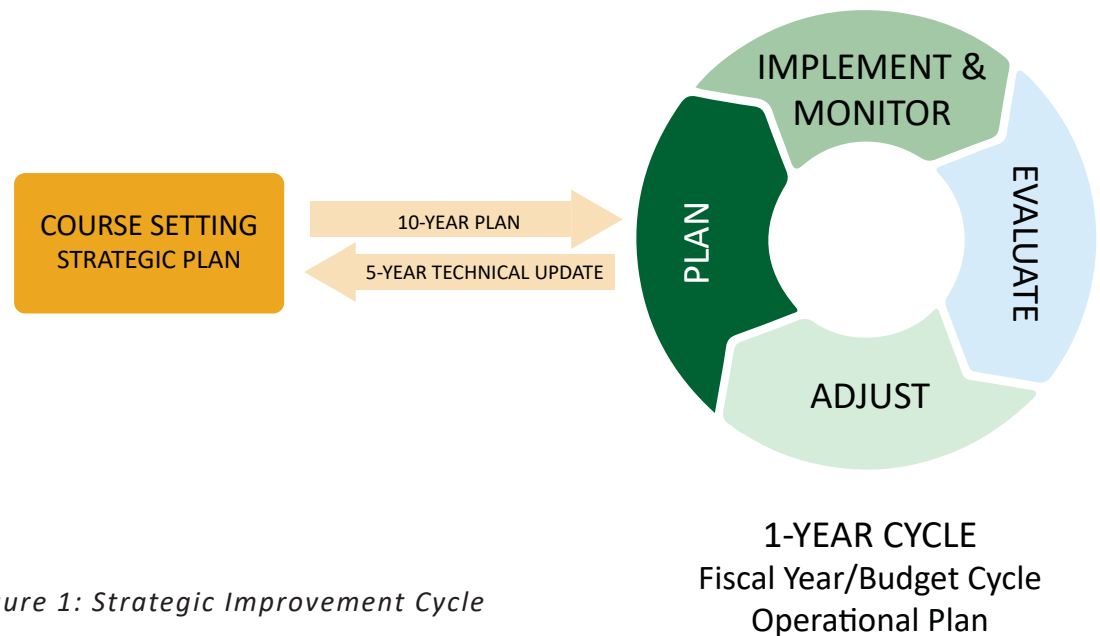 COURSE SETTING
STRATEGIC PLAN
10-YEAR PLAN
5-YEAR TECHNICAL UPDATE
PLAN
IMPLEMENT &
MONITOR
EVALUATE
ADJUST
1-YEAR CYCLE
Fiscal Year/Budget Cycle
Operational Plan
ure 1: Strategic Improvement Cycle